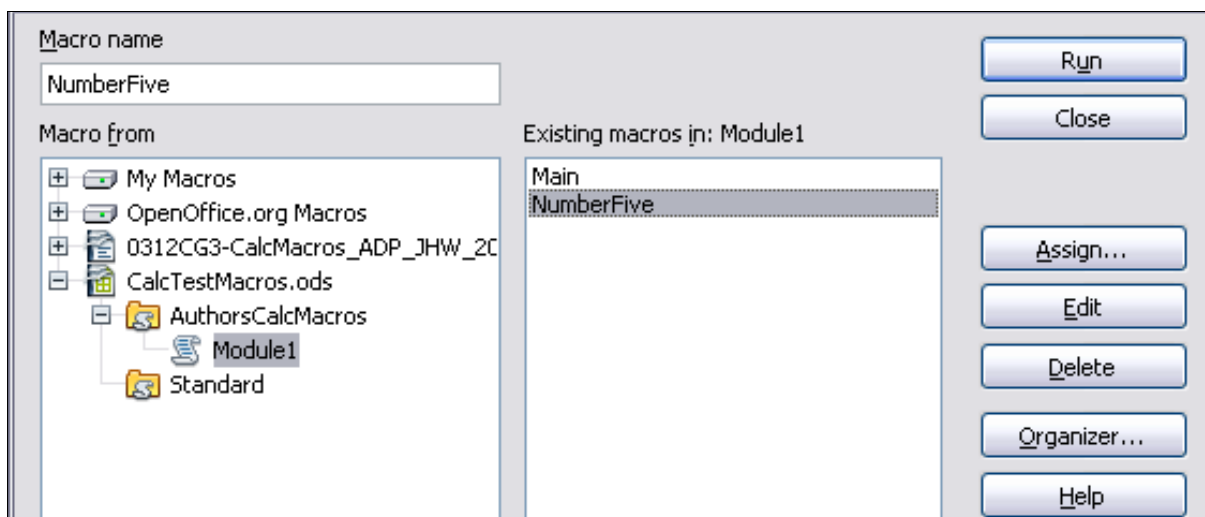 Macro name
NumberFive
Macro from
My Macros
OpenOffice.org Macros
0312CG3-CalcMacros_ADP_JHW_2
CalcTestMacros.ods
AuthorsCalcMacros
Module1
Standard
Existing macros in: Module1
Main
NumberFive
Run
Close
Assign...
Edit
Delete
Organizer...
Help